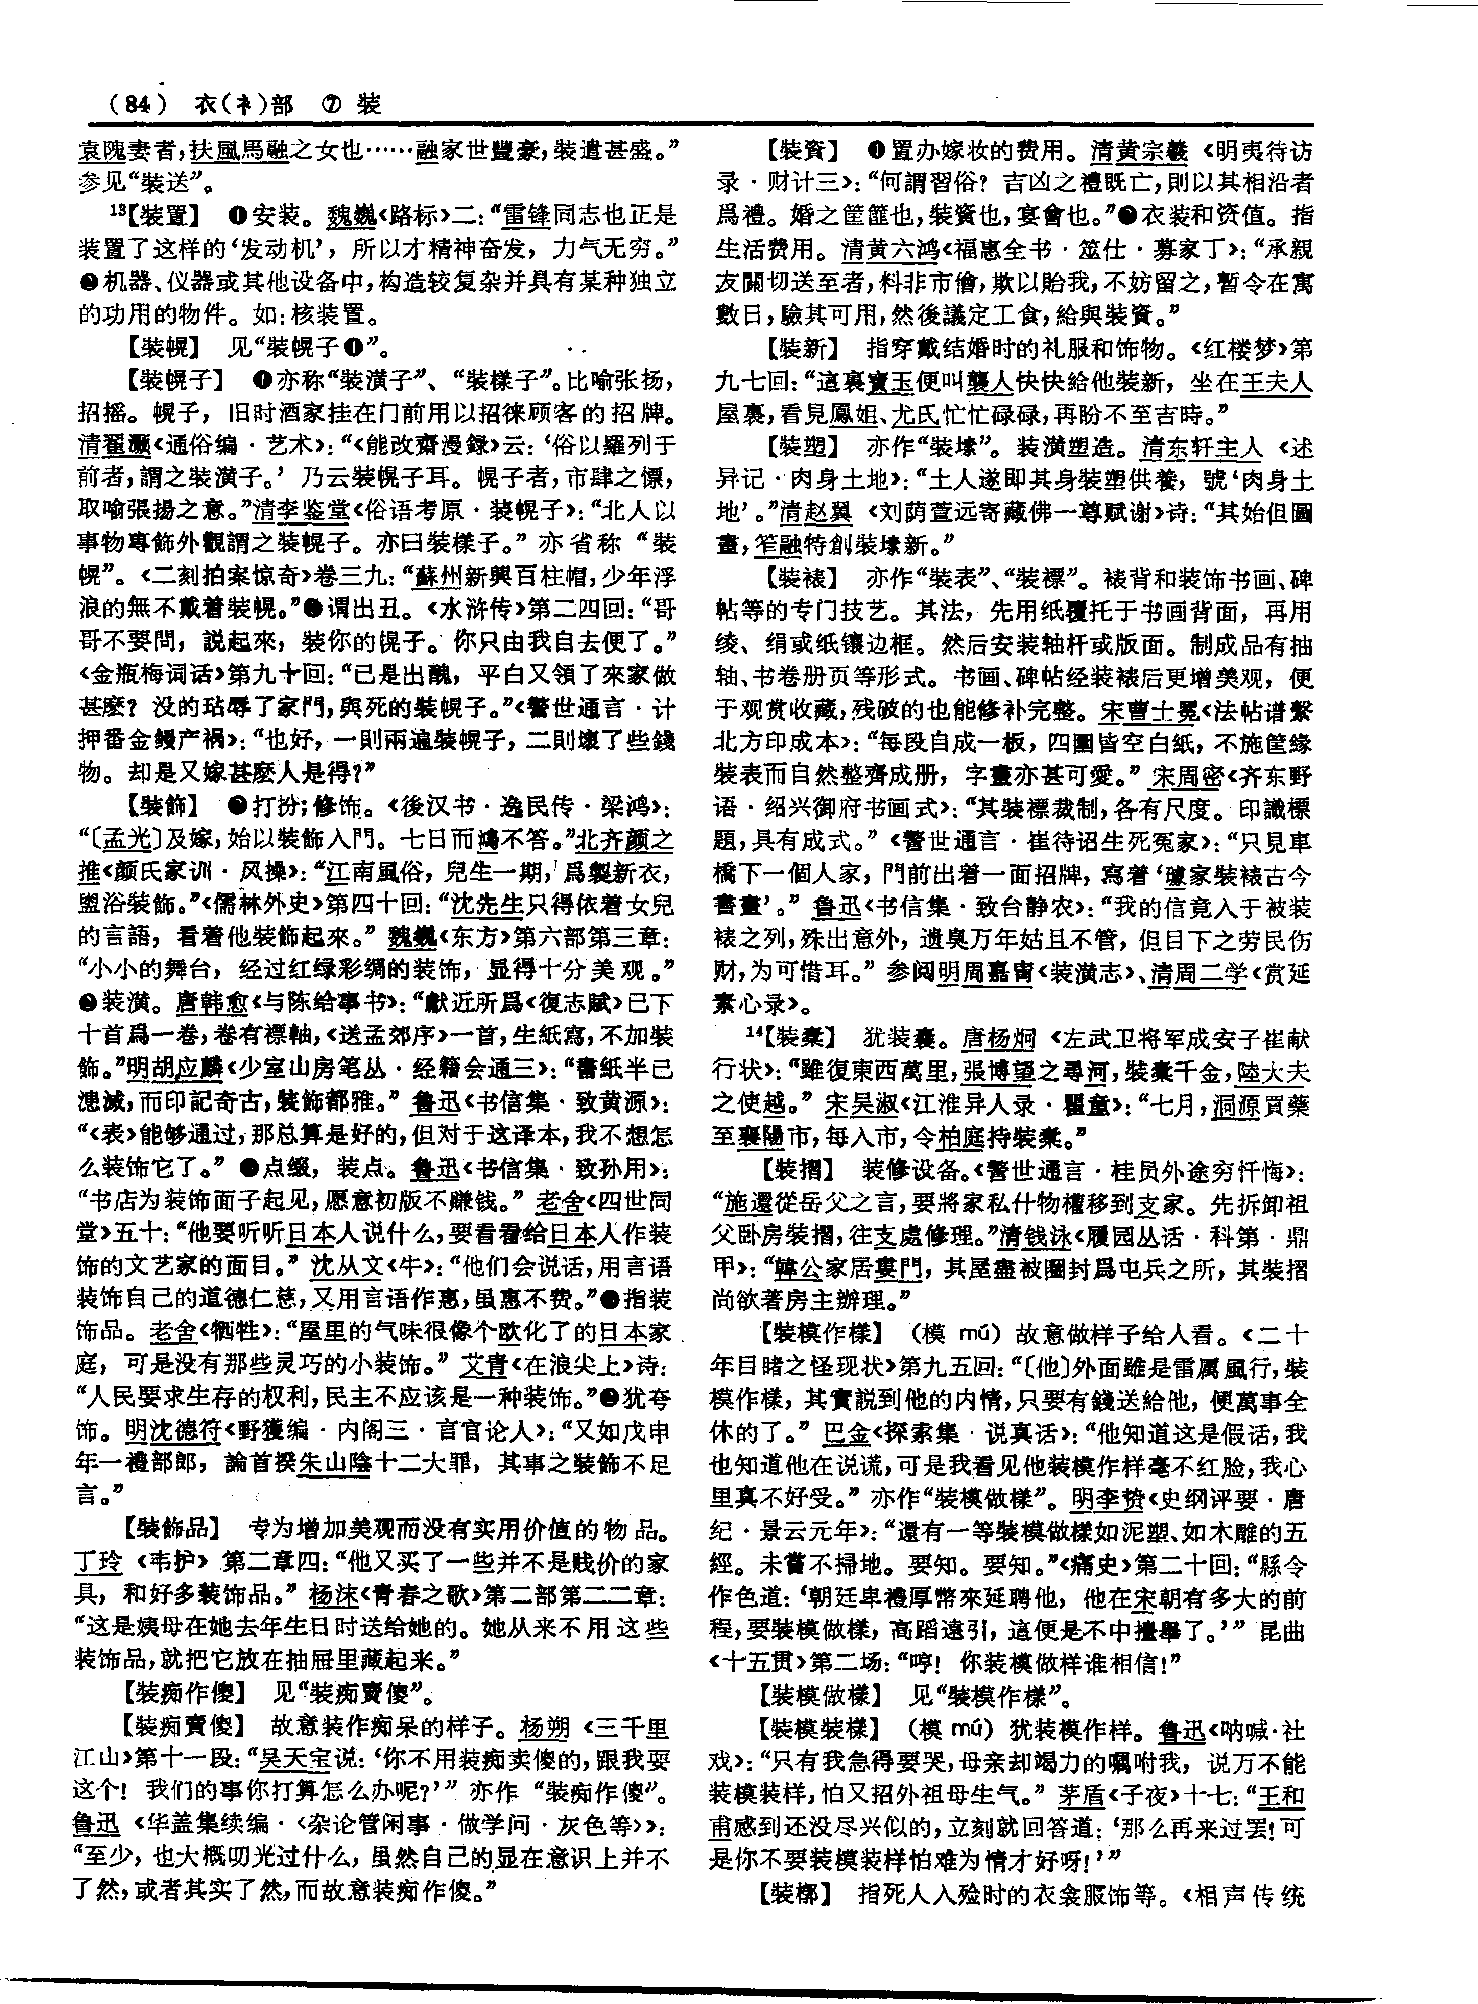 （84） 衣(衤)部 ⑦ 装
袁隗妻者，扶風馬融之女也……融家世豐豪，裝遣甚盛。”
参见“装送”。
¹³【装置】 ❶安装。魏巍《路标》二：“雷锋同志也正是
装置了这样的‘发动机’，所以才精神奋发，力气无穷。”
❷机器、仪器或其他设备中，构造较复杂并具有某种独立
的功用的物件。如：核装置。
【装幌】 见“装幌子❶”。
【装幌子】 ❶亦称“装潢子”、“装樣子”。比喻张扬，
招摇。幌子，旧时酒家挂在门前用以招徕顾客的招牌。
清翟灝《通俗编·艺术》：“《能改齋漫録》云：‘俗以羅列于
前者，謂之裝潢子。’乃云裝幌子耳。幌子者，市肆之慓，
取喻張揚之意。”清李鉴堂《俗语考原·装幌子》：“北人以
事物專飾外觀謂之裝幌子。亦曰裝樣子。”亦省称“装
幌”。《二刻拍案惊奇》卷三九：“蘇州新興百柱帽，少年浮
浪的無不戴着裝幌。”❷谓出丑。《水浒传》第二四回：“哥
哥不要問，説起來，裝你的幌子。你只由我自去便了。”
《金瓶梅词话》第九十回：“已是出醜，平白又領了來家做
甚麽？没的玷辱了家門，與死的裝幌子。”《警世通言·计
押番金鳗产祸》：“也好，一則兩遍裝幌子，二則壞了些錢
物。却是又嫁甚麽人是得？”
【装飾】 ❶打扮；修饰。《後汉书·逸民传·梁鸿》：
“〔孟光〕及嫁，始以裝飾入門。七日而鴻不答。”北齐颜之
推《颜氏家训·风操》：“江南風俗，兒生一期，爲製新衣，
盥浴裝飾。”《儒林外史》第四十回：“沈先生只得依着女兒
的言語，看着他裝飾起來。”魏巍《东方》第六部第三章：
“小小的舞台，经过红绿彩绸的装饰，显得十分美观。”
❷装潢。唐韩愈《与陈给事书》：“獻近所爲《復志賦》已下
十首爲一卷，卷有褾軸，《送孟郊序》一首，生紙寫，不加裝
飾。”明胡应麟《少室山房笔丛·经籍会通三》：“書紙半已
漶滅，而印記奇古，裝飾都雅。”鲁迅《书信集·致黄源》：
“《表》能够通过，那总算是好的，但对于这译本，我不想怎
么装饰它了。”❸点缀，装点。鲁迅《书信集·致孙用》：
“书店为装饰面子起见，愿意初版不赚钱。”老舍《四世同
堂》五十：“他要听听日本人说什么，要看看给日本人作装
饰的文艺家的面目。”沈从文《牛》：“他们会说话，用言语
装饰自己的道德仁慈，又用言语作惠，虽惠不费。”❹指装
饰品。老舍《牺牲》：“屋里的气味很像个欧化了的日本家
庭，可是没有那些灵巧的小装饰。”艾青《在浪尖上》诗：
“人民要求生存的权利，民主不应该是一种装饰。”❺犹夸
饰。明沈德符《野獲编·内阁三·言官论人》：“又如戊申
年一禮部郎，論首揆朱山陰十二大罪，其事之裝飾不足
言。”
【装飾品】 专为增加美观而没有实用价值的物品。
丁玲《韦护》第二章四：“他又买了一些并不是贱价的家
具，和好多装饰品。”杨沫《青春之歌》第二部第二二章：
“这是姨母在她去年生日时送给她的。她从来不用这些
装饰品，就把它放在抽屉里藏起来。”
【装痴作傻】 见“装痴賣傻”。
【装痴賣傻】 故意装作痴呆的样子。杨朔《三千里
江山》第十一段：“吴天宝说：‘你不用装痴卖傻的，跟我耍
这个！我们的事你打算怎么办呢？’”亦作“装痴作傻”。
鲁迅《华盖集续编·〈杂论管闲事·做学问·灰色等〉》：
“至少，也大概叨光过什么，虽然自己的显在意识上并不
了然，或者其实了然，而故意装痴作傻。”
【装資】 ❶置办嫁妆的费用。清黄宗羲《明夷待访
录·财计三》：“何謂習俗？吉凶之禮既亡，則以其相沿者
爲禮。婚之筐篚也，裝資也，宴會也。”❷衣装和资值。指
生活费用。清黄六鸿《福惠全书·筮仕·募家丁》：“承親
友關切送至者，料非市儈，欺以貽我，不妨留之，暫令在寓
數日，驗其可用，然後議定工食，給與裝資。”
【装新】 指穿戴结婚时的礼服和饰物。《红楼梦》第
九七回：“這裏寶玉便叫襲人快快給他裝新，坐在王夫人
屋裏，看見鳳姐、尤氏忙忙碌碌，再盼不至吉時。”
【装塑】 亦作“装塐”。装潢塑造。清东轩主人《述
异记·肉身土地》：“土人遂即其身裝塑供養，號‘肉身土
地’。”清赵翼《刘荫萱远寄藏佛一尊赋谢》诗：“其始但圖
畫，笮融特創裝塐新。”
【装裱】 亦作“装表”、“装褾”。裱背和装饰书画、碑
帖等的专门技艺。其法，先用纸覆托于书画背面，再用
绫、绢或纸镶边框。然后安装轴杆或版面。制成品有抽
轴、书卷册页等形式。书画、碑帖经装裱后更增美观，便
于观赏收藏，残破的也能修补完整。宋曹士冕《法帖谱繫
北方印成本》：“每段自成一板，四圍皆空白紙，不施筐緣
裝表而自然整齊成册，字畫亦甚可愛。”宋周密《齐东野
语·绍兴御府书画式》：“其裝褾裁制，各有尺度。印識標
題，具有成式。”《警世通言·崔待诏生死冤家》：“只見車
橋下一個人家，門前出着一面招牌，寫着‘璩家裝裱古今
書畫’。”鲁迅《书信集·致台静农》：“我的信竟入于被装
裱之列，殊出意外，遗臭万年姑且不管，但目下之劳民伤
财，为可惜耳。”参阅明周嘉胄《装潢志》、清周二学《赏延
素心录》。
¹⁴【装橐】 犹装囊。唐杨炯《左武卫将军成安子崔献
行状》：“雖復東西萬里，張博望之尋河，裝橐千金，陸大夫
之使越。”宋吴淑《江淮异人录·瞿童》：“七月，洞源買藥
至襄陽市，每入市，令柏庭持裝橐。”
【装摺】 装修设备。《警世通言·桂员外途穷忏悔》：
“施還從岳父之言，要將家私什物權移到支家。先拆卸祖
父卧房裝摺，往支處修理。”清钱泳《履园丛话·科第·鼎
甲》：“韓公家居婁門，其屋盡被圈封爲屯兵之所，其裝摺
尚欲著房主辦理。”
【装模作樣】（模 mú）故意做样子给人看。《二十
年目睹之怪现状》第九五回：“〔他〕外面雖是雷厲風行，裝
模作樣，其實説到他的内情，只要有錢送給他，便萬事全
休的了。”巴金《探索集·说真话》：“他知道这是假话，我
也知道他在说谎，可是我看见他装模作样毫不红脸，我心
里真不好受。”亦作“装模做樣”。明李贽《史纲评要·唐
纪·景云元年》：“還有一等裝模做樣如泥塑、如木雕的五
經。未嘗不掃地。要知。要知。”《痛史》第二十回：“縣令
作色道：‘朝廷卑禮厚幣來延聘他，他在宋朝有多大的前
程，要裝模做樣，高蹈遠引，這便是不中擡舉了。’”昆曲
《十五贯》第二场：“哼！你装模做样谁相信！”
【装模做樣】 见“装模作樣”。
【装模装樣】（模 mú）犹装模作样。鲁迅《呐喊·社
戏》：“只有我急得要哭，母亲却竭力的嘱咐我，说万不能
装模装样，怕又招外祖母生气。”茅盾《子夜》十七：“王和
甫感到还没尽兴似的，立刻就回答道：‘那么再来过罢！可
是你不要装模装样怕难为情才好呀！’”
【装槨】 指死人入殓时的衣衾服饰等。《相声传统